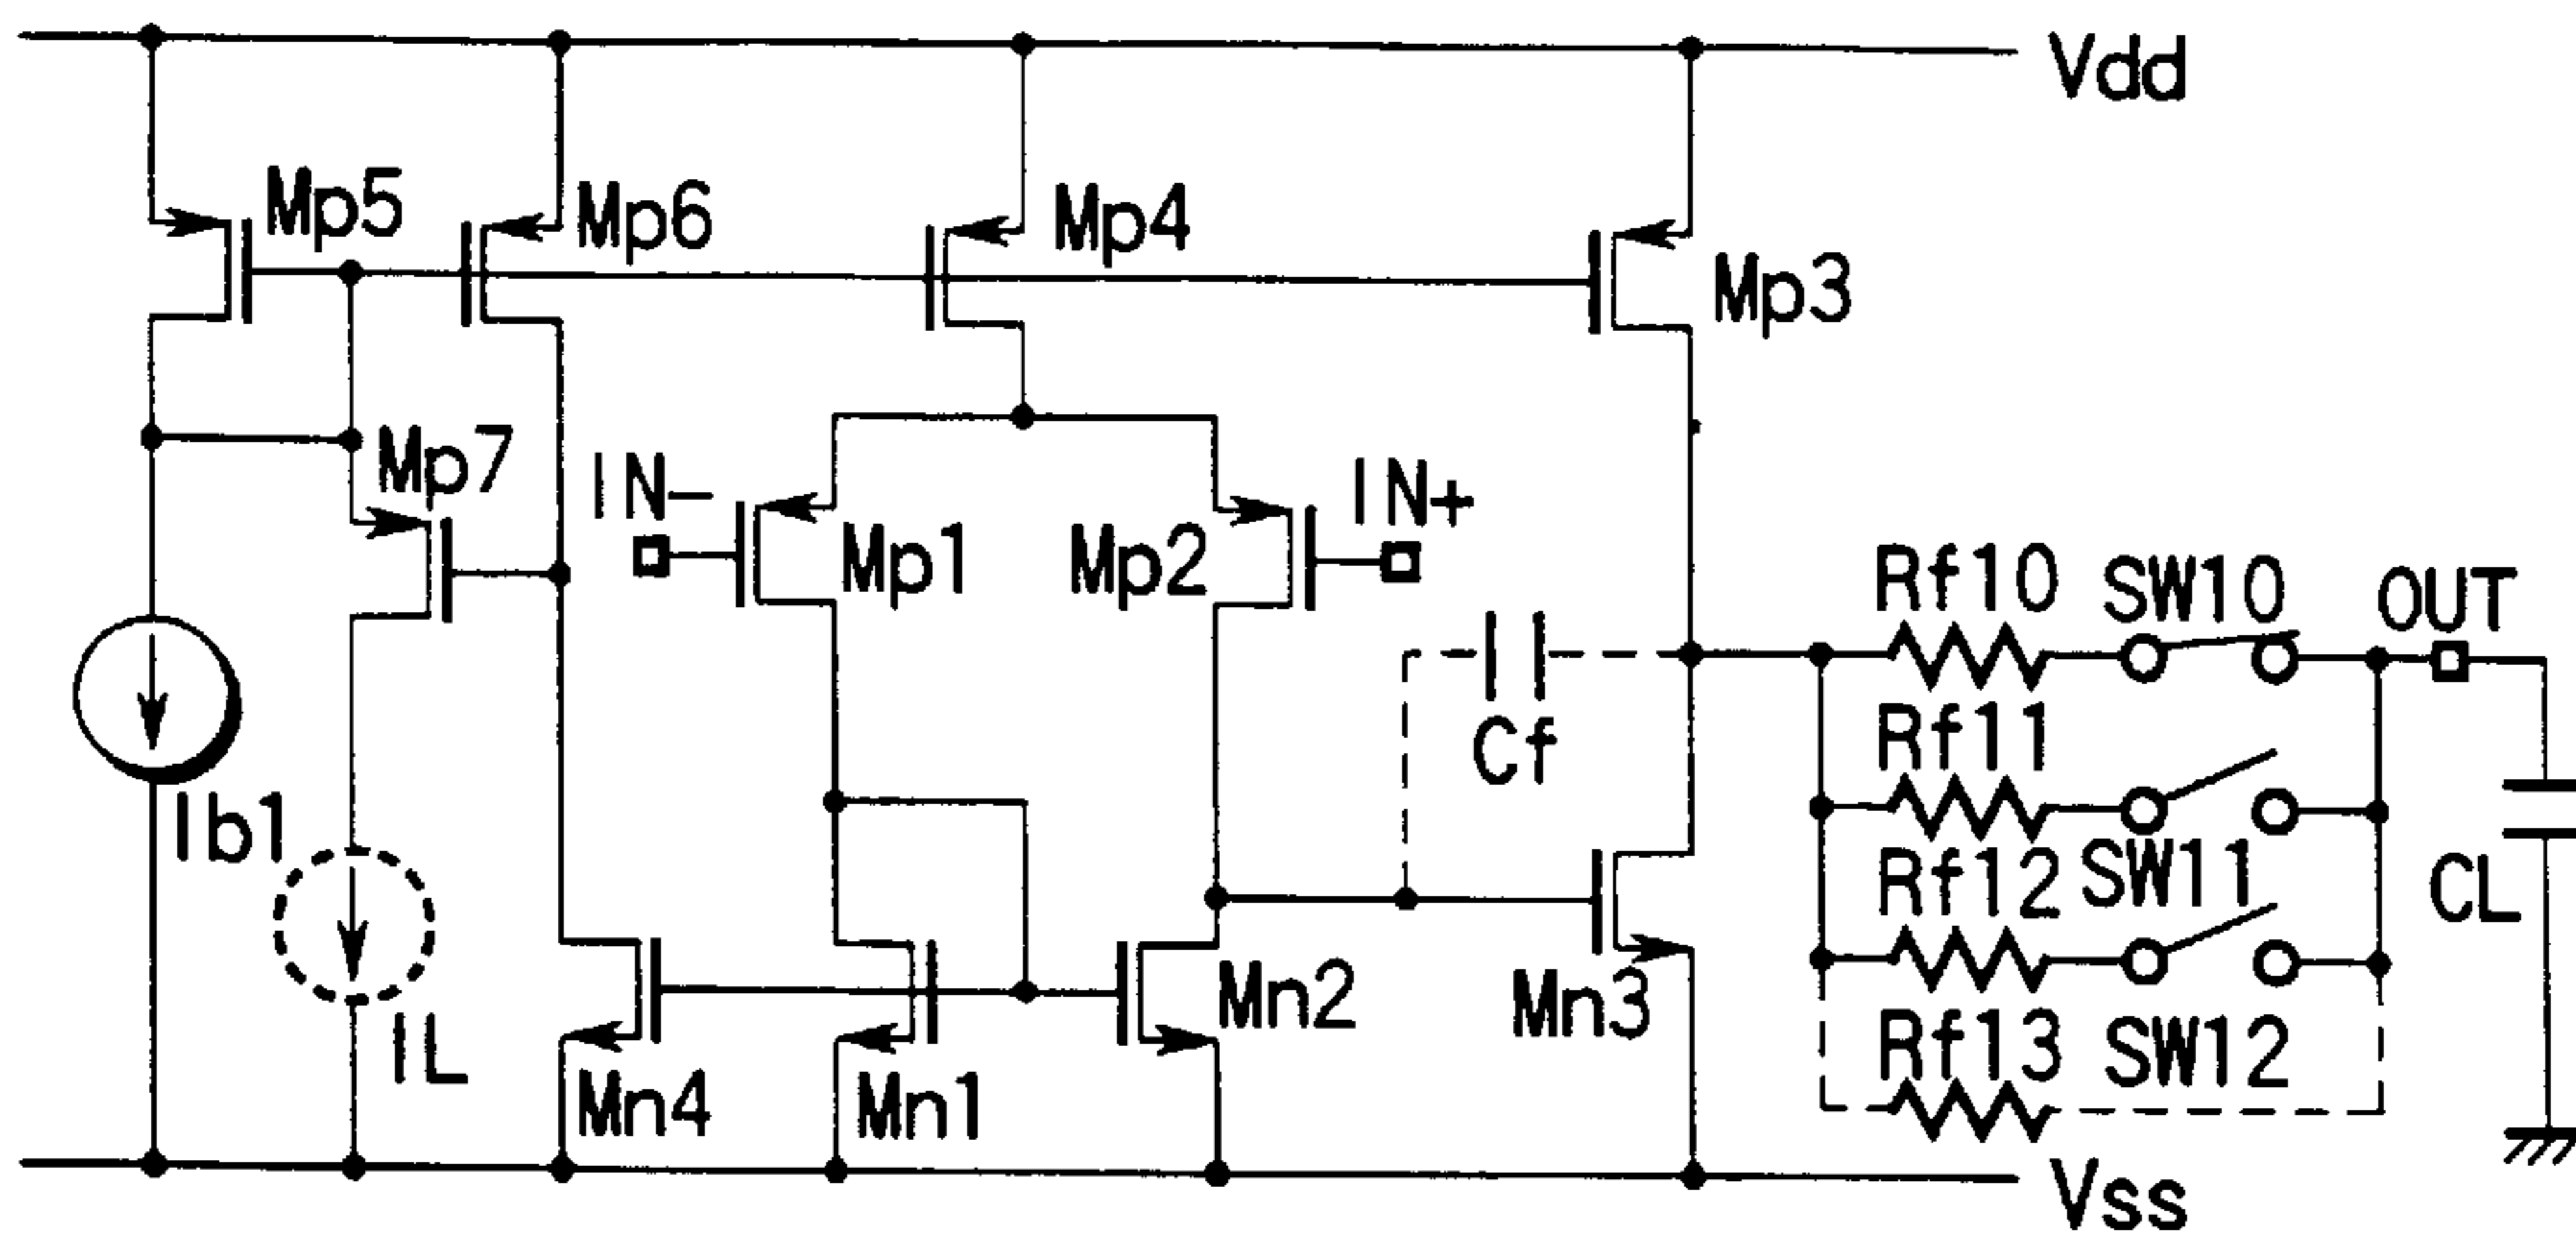 Vdd
Mp5
Mp6
Mp4
Mp3
Mp7
IN-
IN+
Mp1
Mp2
Rf10
SW10
OUT
Cf
Rf11
Ib1
SW11
Rf12
CL
Mn2
Mn3
IL
Rf13
SW12
Mn4
Mn1
Vss